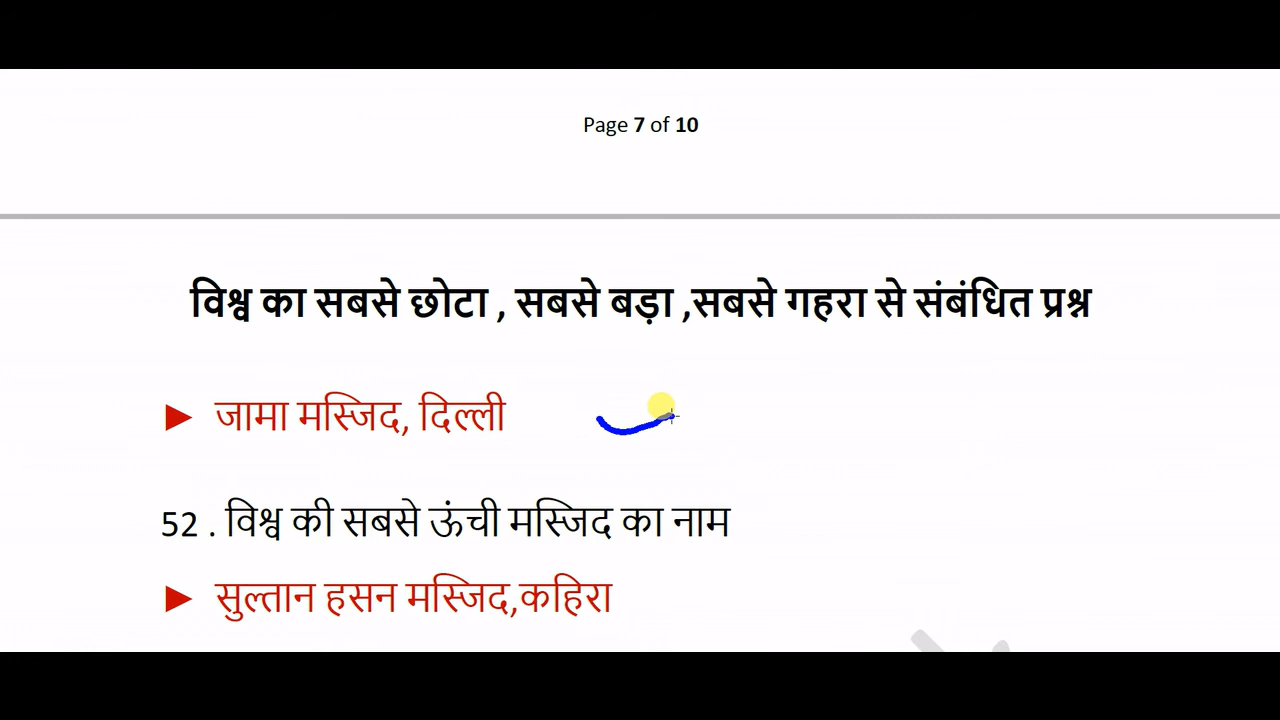 Page 7 of 10
विश्व का सबसे छोटा , सबसे बड़ा ,सबसे गहरा से संबंधित प्रश्न
► जामा मस्जिद, दिल्ली
52 . विश्व की सबसे ऊंची मस्जिद का नाम
► सुल्तान हसन मस्जिद,कहिरा